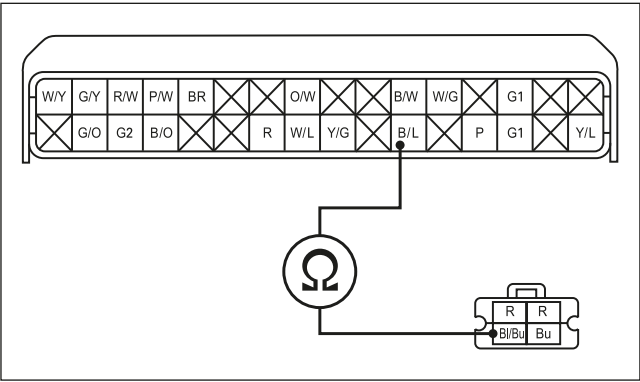 W/Y G/Y R/W P/W BR O/W B/W W/G G1
G/O G2 B/O R W/L Y/G B/L P G1 Y/L
Ω
R R
Bl/Bu Bu